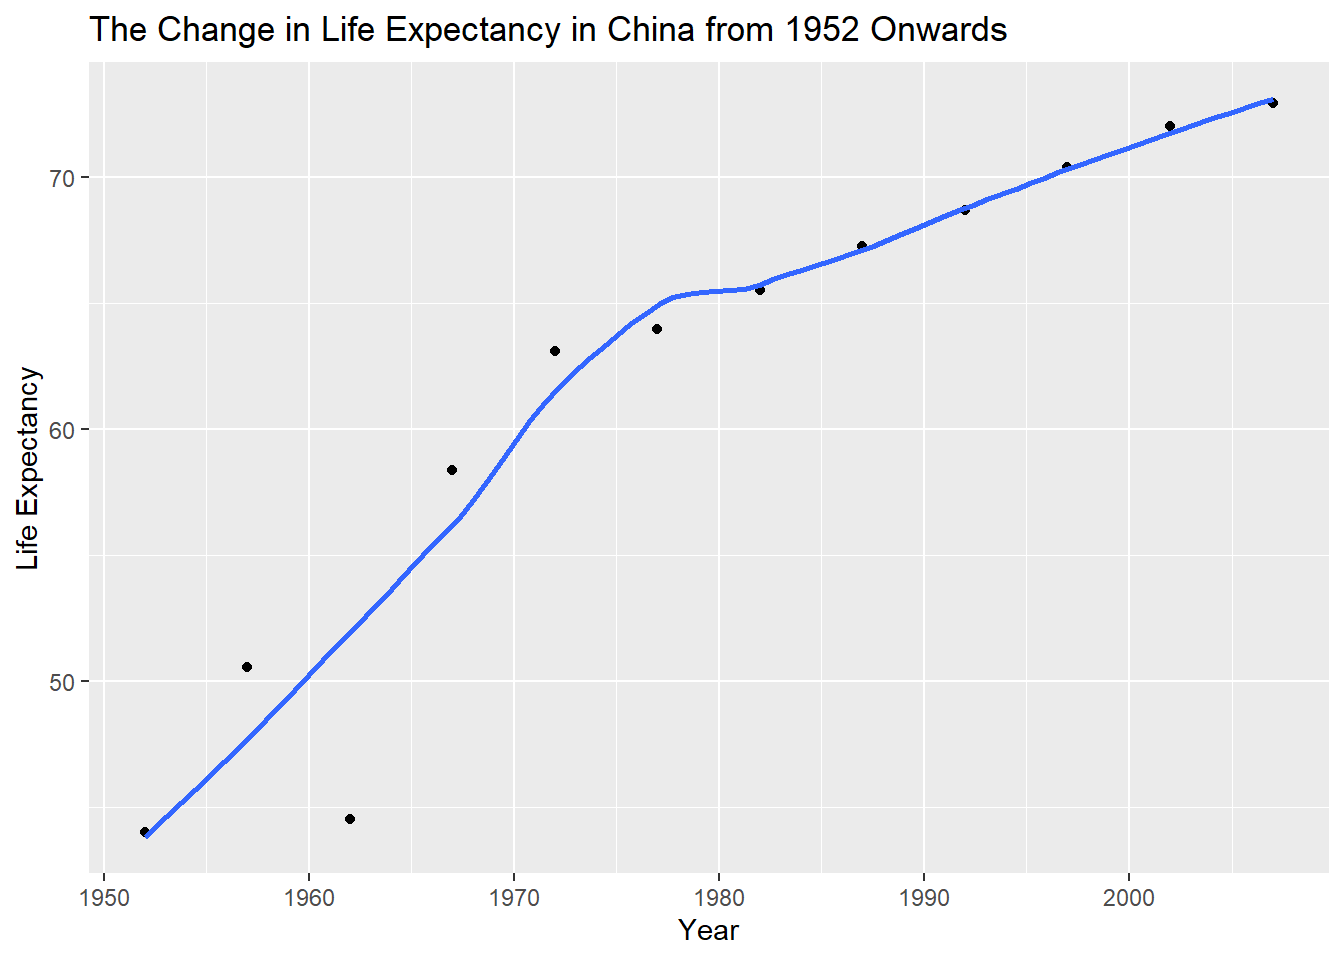 The Change in Life Expectancy in China from 1952 Onwards
70
60
50
Life Expectancy
1950 1960 1970 1980 1990 2000
Year